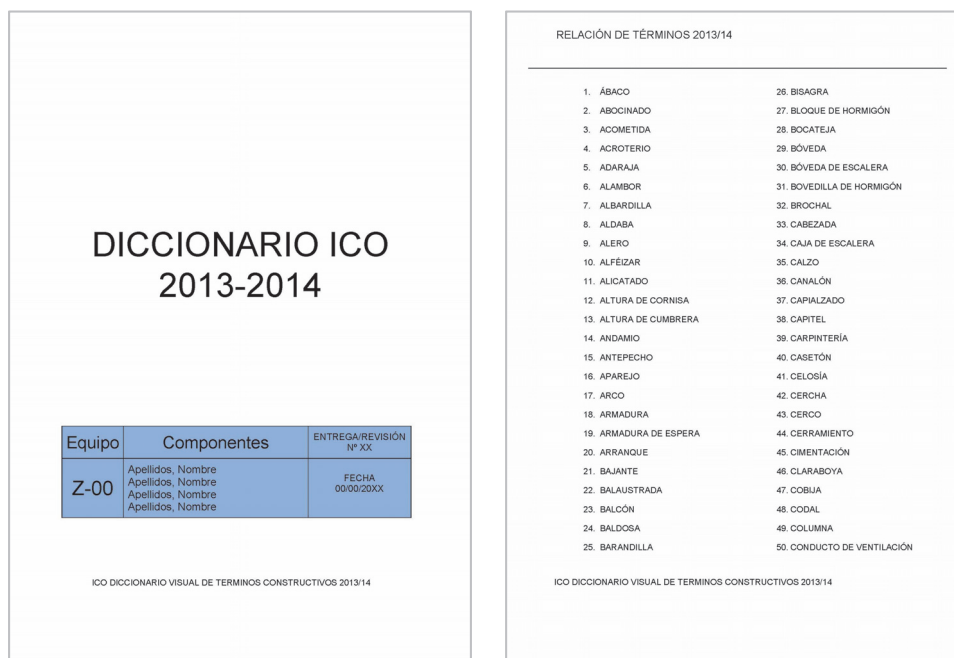 DICCIONARIO ICO
2013-2014
Equipo
Componentes
ENTREGA/REVISIÓN
Nº XX
Z-00
Apellidos, Nombre
Apellidos, Nombre
Apellidos, Nombre
Apellidos, Nombre
FECHA
00/00/20XX
ICO DICCIONARIO VISUAL DE TERMINOS CONSTRUCTIVOS 2013/14
RELACIÓN DE TÉRMINOS 2013/14
1. ÁBACO
2. ABOCINADO
3. ACOMETIDA
4. ACROTERIO
5. ADARAJA
6. ALAMBOR
7. ALBARDILLA
8. ALDABA
9. ALERO
10. ALFÉIZAR
11. ALICATADO
12. ALTURA DE CORNISA
13. ALTURA DE CUMBRERA
14. ANDAMIO
15. ANTEPECHO
16. APAREJO
17. ARCO
18. ARMADURA
19. ARMADURA DE ESPERA
20. ARRANQUE
21. BAJANTE
22. BALAUSTRADA
23. BALCÓN
24. BALDOSA
25. BARANDILLA
26. BISAGRA
27. BLOQUE DE HORMIGÓN
28. BOCATEJA
29. BÓVEDA
30. BÓVEDA DE ESCALERA
31. BOVEDILLA DE HORMIGÓN
32. BROCHAL
33. CABEZADA
34. CAJA DE ESCALERA
35. CALZO
36. CANALÓN
37. CAPIALZADO
38. CAPITEL
39. CARPINTERÍA
40. CASETÓN
41. CELOSÍA
42. CERCHA
43. CERCO
44. CERRAMIENTO
45. CIMENTACIÓN
46. CLARABOYA
47. COBIJA
48. CODAL
49. COLUMNA
50. CONDUCTO DE VENTILACIÓN
ICO DICCIONARIO VISUAL DE TERMINOS CONSTRUCTIVOS 2013/14